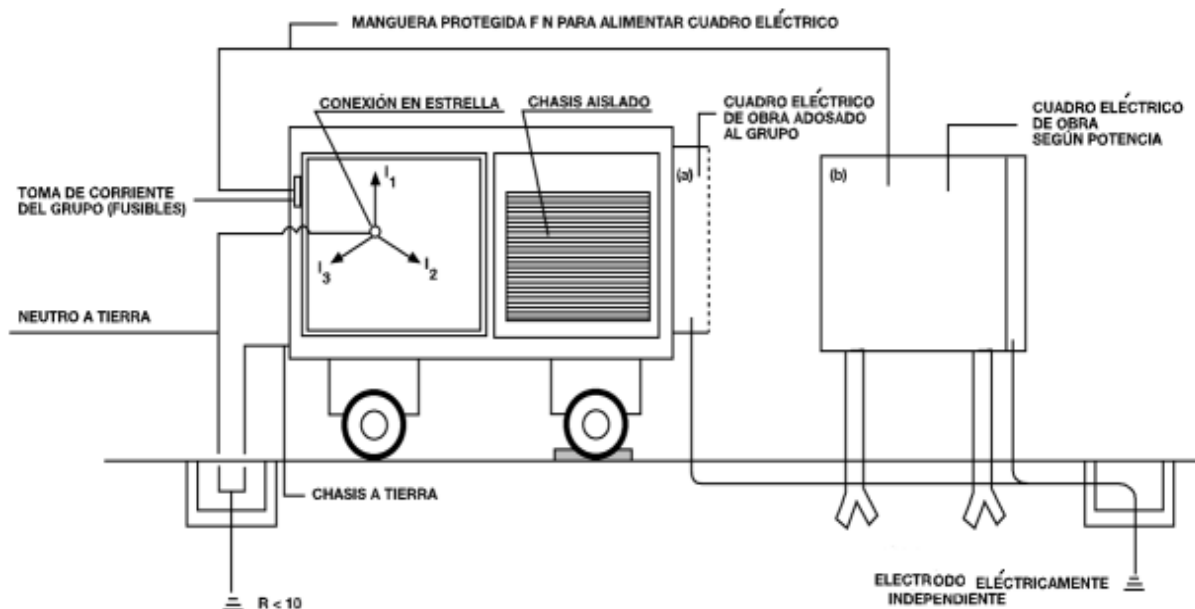 MANGUERA PROTEGIDA F N PARA ALIMENTAR CUADRO ELÉCTRICO
CONEXIÓN EN ESTRELLA
CHASIS AISLADO
CUADRO ELÉCTRICO
DE OBRA ADOSADO
AL GRUPO
CUADRO ELÉCTRICO
DE OBRA
SEGÚN POTENCIA
(a)
(b)
TOMA DE CORRIENTE
DEL GRUPO (FUSIBLES)
I1
I3
I2
NEUTRO A TIERRA
CHASIS A TIERRA
R < 10
ELECTRODO ELÉCTRICAMENTE
INDEPENDIENTE